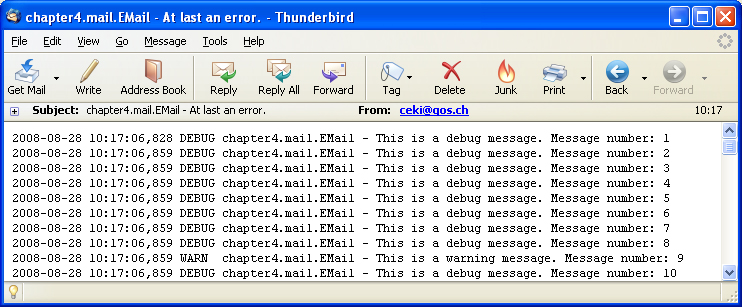 chapter4.mail.EMail - At last an error. - Thunderbird
File Edit View Go Message Tools Help
Get Mail Write Address Book Reply Reply All Forward Tag Delete Junk Print Back Forward
Subject: chapter4.mail.EMail - At last an error. From: ceki@qos.ch 10:17
2008-08-28 10:17:06,828 DEBUG chapter4.mail.EMail - This is a debug message. Message number: 1
2008-08-28 10:17:06,859 DEBUG chapter4.mail.EMail - This is a debug message. Message number: 2
2008-08-28 10:17:06,859 DEBUG chapter4.mail.EMail - This is a debug message. Message number: 3
2008-08-28 10:17:06,859 DEBUG chapter4.mail.EMail - This is a debug message. Message number: 4
2008-08-28 10:17:06,859 DEBUG chapter4.mail.EMail - This is a debug message. Message number: 5
2008-08-28 10:17:06,859 DEBUG chapter4.mail.EMail - This is a debug message. Message number: 6
2008-08-28 10:17:06,859 DEBUG chapter4.mail.EMail - This is a debug message. Message number: 7
2008-08-28 10:17:06,859 DEBUG chapter4.mail.EMail - This is a debug message. Message number: 8
2008-08-28 10:17:06,859 WARN  chapter4.mail.EMail - This is a warning message. Message number: 9
2008-08-28 10:17:06,859 DEBUG chapter4.mail.EMail - This is a debug message. Message number: 10